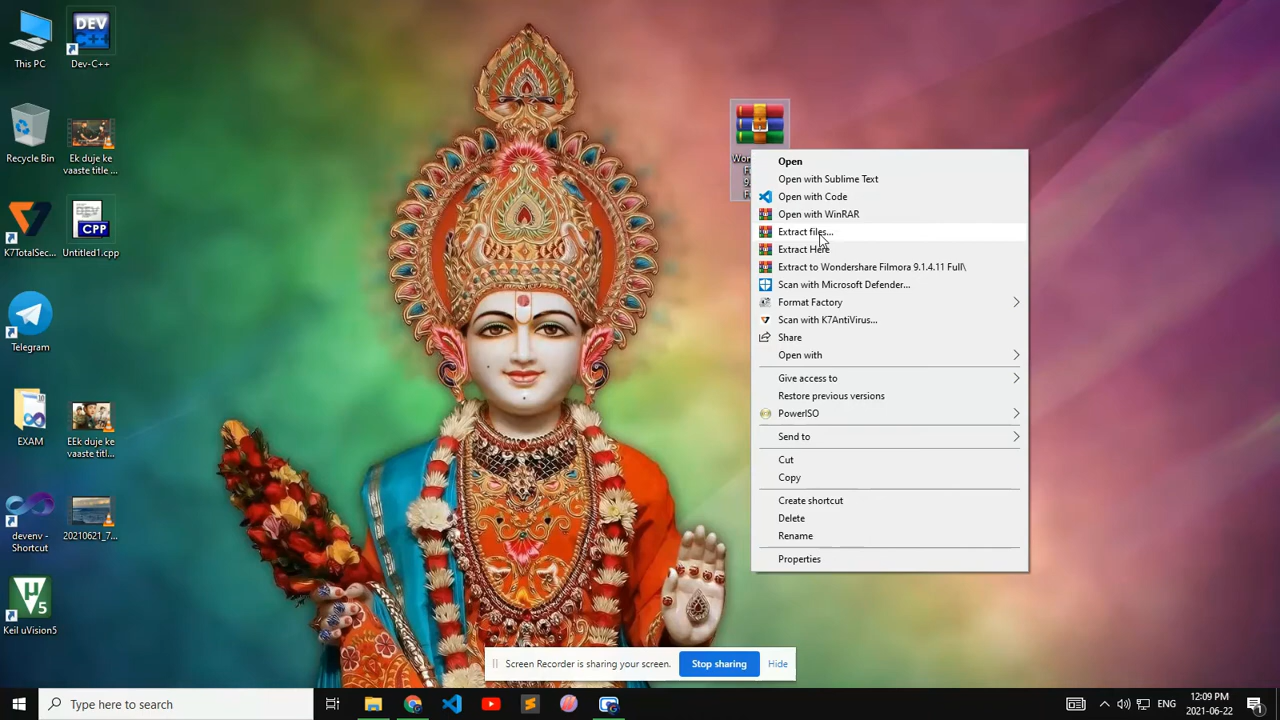 This PC
DEV
C++
Dev-C++
Recycle Bin
Ek duje ke
vaaste title ...
K7TotalSec...
CPP
Untitled1.cpp
Telegram
EXAM
EEk duje ke
vaaste titl...
devenv -
Shortcut
20210621_7...
5
Keil uVision5
Open
Open with Sublime Text
Open with Code
Open with WinRAR
Extract files...
Extract Here
Extract to Wondershare Filmora 9.1.4.11 Full\
Scan with Microsoft Defender...
Format Factory
Scan with K7AntiVirus...
Share
Open with
Give access to
Restore previous versions
PowerISO
Send to
Cut
Copy
Create shortcut
Delete
Rename
Properties
Screen Recorder is sharing your screen.
Stop sharing
Hide
Type here to search
ENG
12:09 PM
2021-06-22